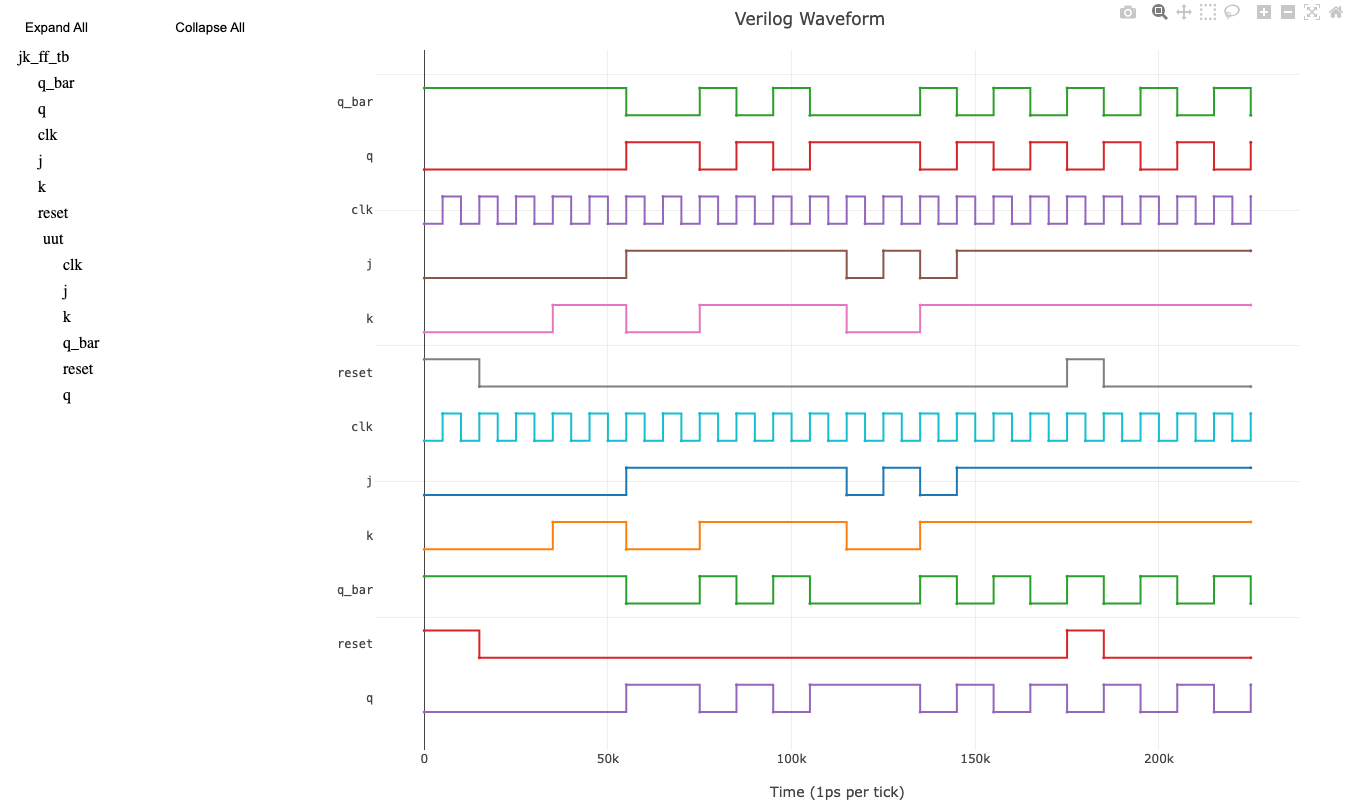 Verilog Waveform
Expand All
Collapse All
jk_ff_tb
q_bar
q
clk
j
k
reset
uut
clk
j
k
q_bar
reset
q
q_bar
q
clk
j
k
reset
clk
j
k
q_bar
reset
q
0 50k 100k 150k 200k
Time (1ps per tick)